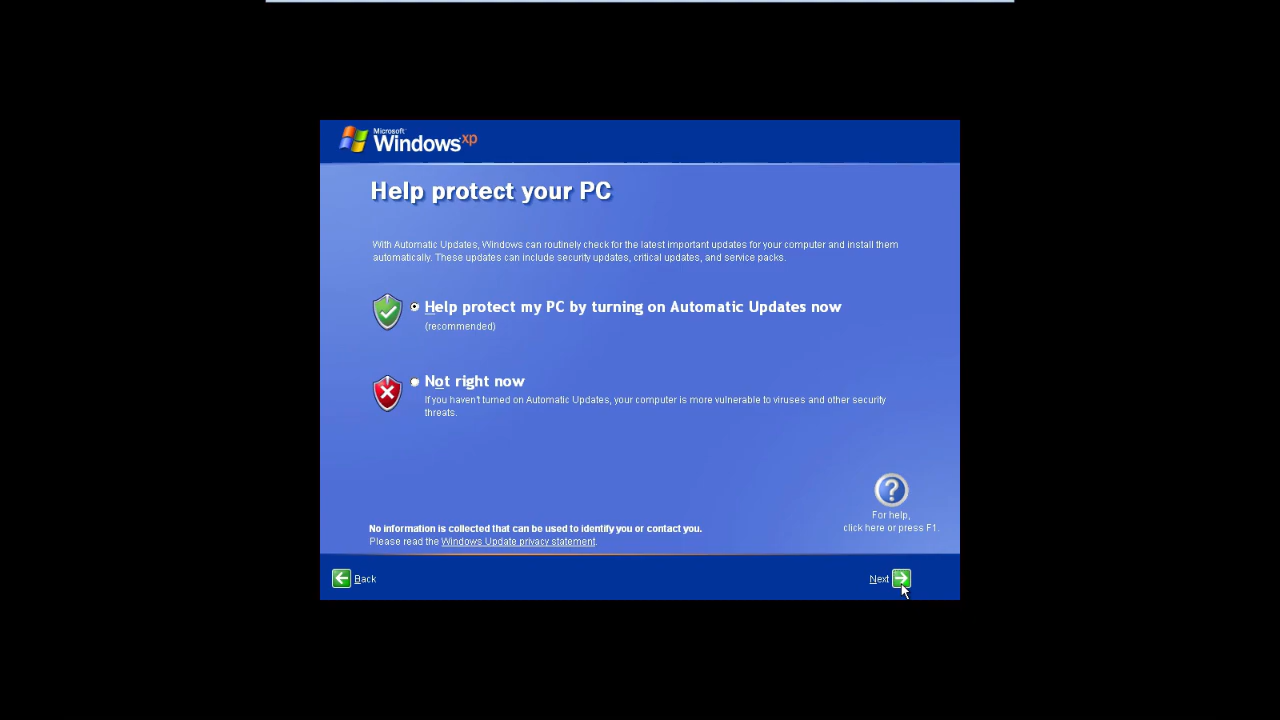 Microsoft
Windows xp
Help protect your PC
With Automatic Updates, Windows can routinely check for the latest important updates for your computer and install them
automatically. These updates can include security updates, critical updates, and service packs.
Help protect my PC by turning on Automatic Updates now
(recommended)
Not right now
If you haven't turned on Automatic Updates, your computer is more vulnerable to viruses and other security
threats.
For help,
click here or press F1.
No information is collected that can be used to identify you or contact you.
Please read the Windows Update privacy statement.
Back
Next